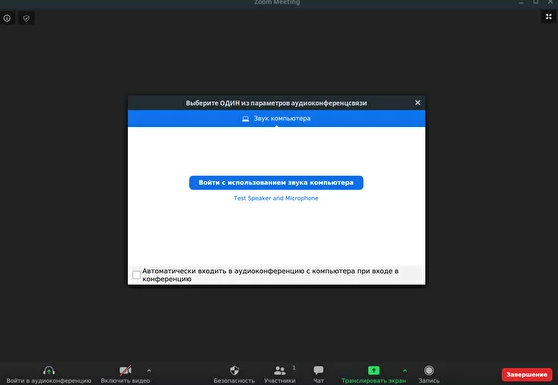 Zoom Meeting
Выберите ОДИН из параметров аудиоконференцсвязи
Звук компьютера
Войти с использованием звука компьютера
Test Speaker and Microphone
Автоматически входить в аудиоконференцию с компьютера при входе в
конференцию
1
Войти в аудиоконференцию Включить видео Безопасность Участники Чат Транслировать экран Запись Завершение